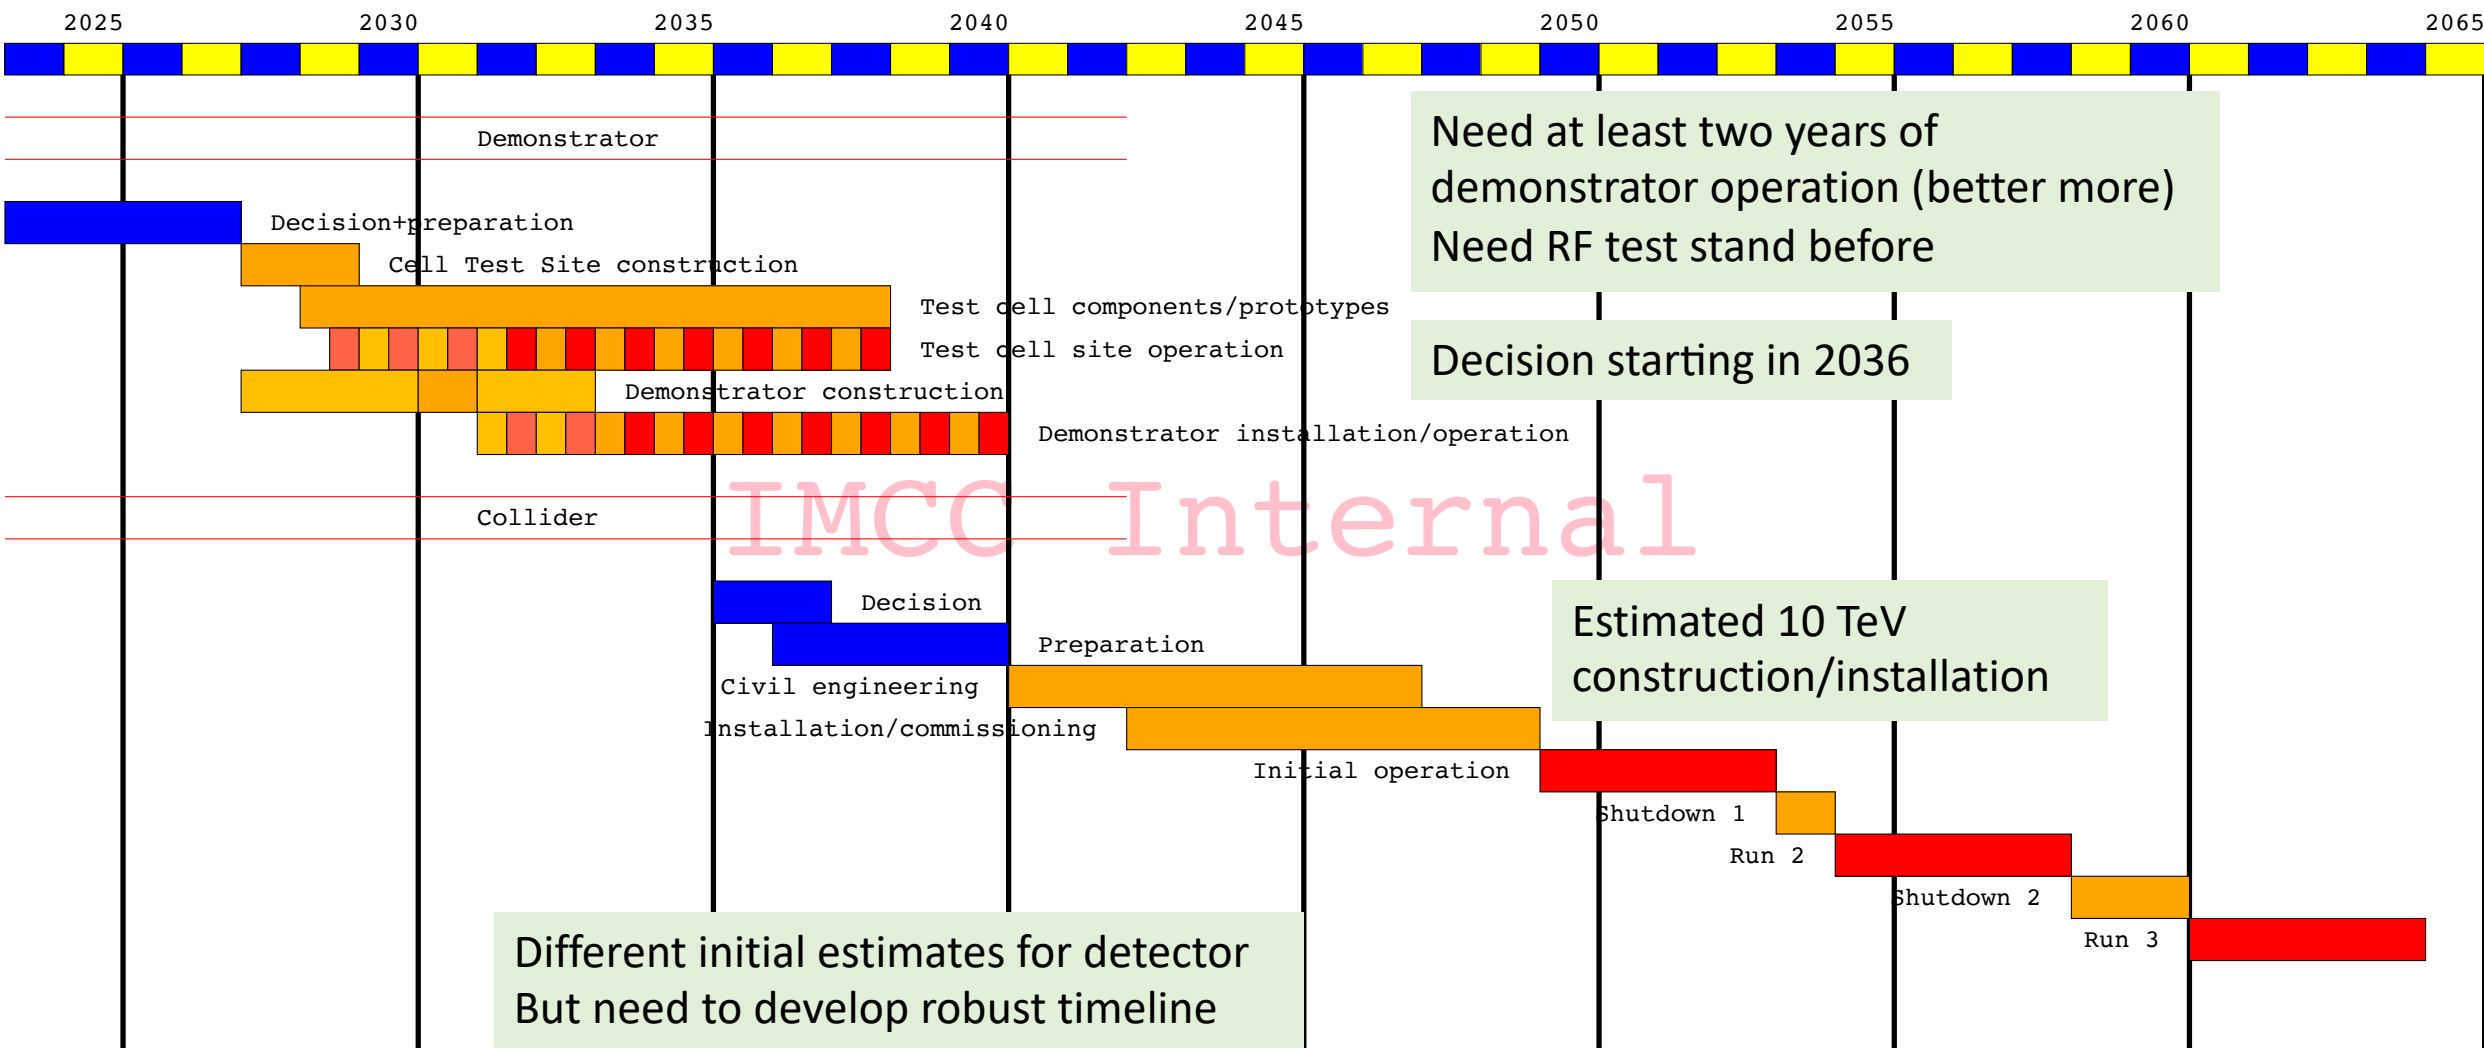 2025 2030 2035 2040 2045 2050 2055 2060 2065
Demonstrator
Need at least two years of
demonstrator operation (better more)
Need RF test stand before
Decision+preparation
Cell Test Site construction
Test cell components/prototypes
Test cell site operation
Decision starting in 2036
Demonstrator construction
Demonstrator installation/operation
IMCC Internal
Collider
Decision
Preparation
Estimated 10 TeV
construction/installation
Civil engineering
Installation/commissioning
Initial operation
Shutdown 1
Run 2
Shutdown 2
Run 3
Different initial estimates for detector
But need to develop robust timeline